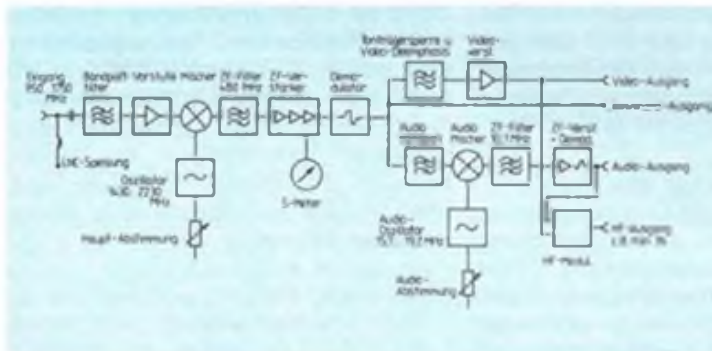 Eingang
950...1750
MHz
Bandpaß-
filter
Vorstufe
Mischer
ZF-Filter
480 MHz
ZF-Ver-
stärker
Demo-
dulator
Tonträgersperre u.
Video-Deemphasis
Video-
verst.
Video-Ausgang
-Ausgang
LNC-Speisung
Oszillator
1430...2230
MHz
Haupt-Abstimmung
S-Meter
Audio
Audio
Mischer
ZF-Filter
10,7 MHz
ZF-Verst.
+ Demod.
Audio-Ausgang
Audio-
Oszillator
MHz
Audio-
Abstimmung
HF-Modul.
HF-Ausgang